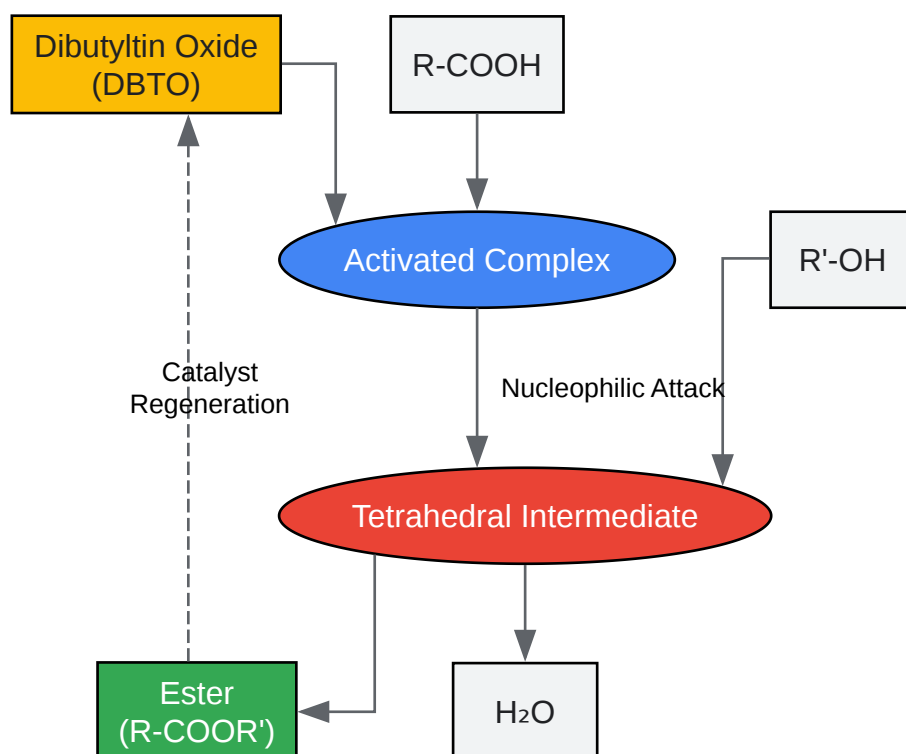 Dibutyltin Oxide
(DBTO)
R-COOH
Activated Complex
R'-OH
Catalyst
Regeneration
Nucleophilic Attack
Tetrahedral Intermediate
Ester
(R-COOR')
H₂O